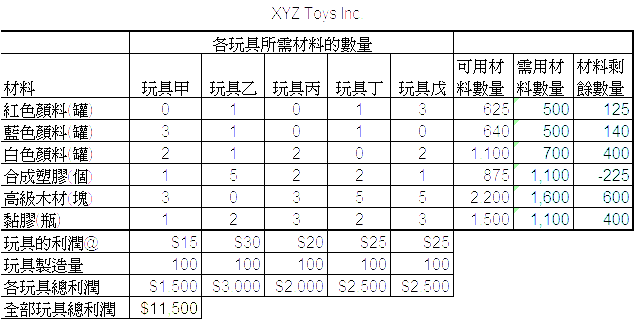 XYZ Toys Inc
各玩具所需材料的數量
材料 玩具甲 玩具乙 玩具丙 玩具丁 玩具戊 可用材料數量 需用材料數量 材料剩餘數量
紅色顏料(罐) 0 1 0 1 3 625 500 125
藍色顏料(罐) 3 1 0 1 0 640 500 140
白色顏料(罐) 2 1 2 0 2 1,100 700 400
合成塑膠(個) 1 5 2 2 1 875 1,100 -225
高級木材(塊) 3 0 3 5 5 2,200 1,600 600
黏膠(瓶) 1 2 3 2 3 1,500 1,100 400
玩具的利潤@ $15 $30 $20 $25 $25
玩具製造量 100 100 100 100 100
各玩具總利潤 $1,500 $3,000 $2,000 $2,500 $2,500
全部玩具總利潤 $11,500